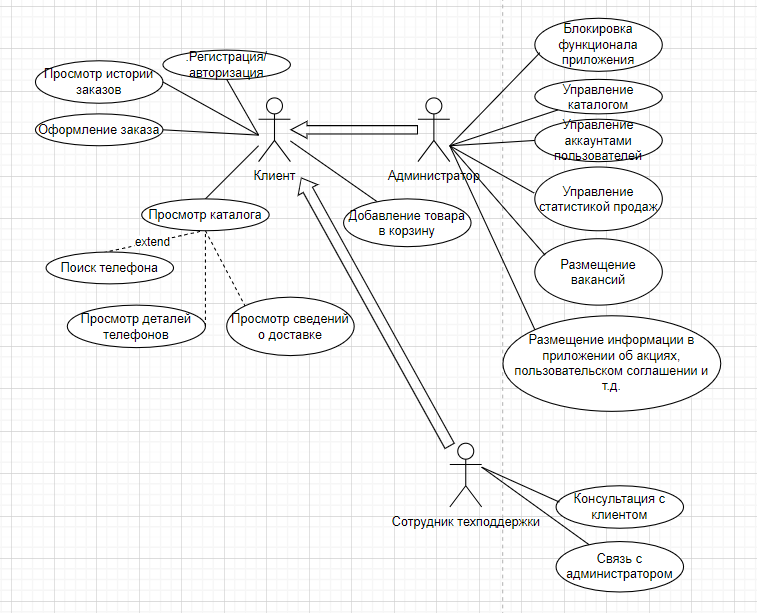 Блокировка
функционала
приложения
.Регистрация/
авторизация
Просмотр истории
заказов
Управление
каталогом
Оформление заказа
Управление
аккаунтами
пользователей
Клиент
Администратор
Управление
статистикой продаж
Просмотр каталога
Добавление товара
в корзину
extend
Поиск телефона
Размещение
вакансий
Просмотр деталей
телефонов
Просмотр сведений
о доставке
Размещение информации в
приложении об акциях,
пользовательском соглашении и
т.д.
Сотрудник техподдержки
Консультация с
клиентом
Связь с
администратором